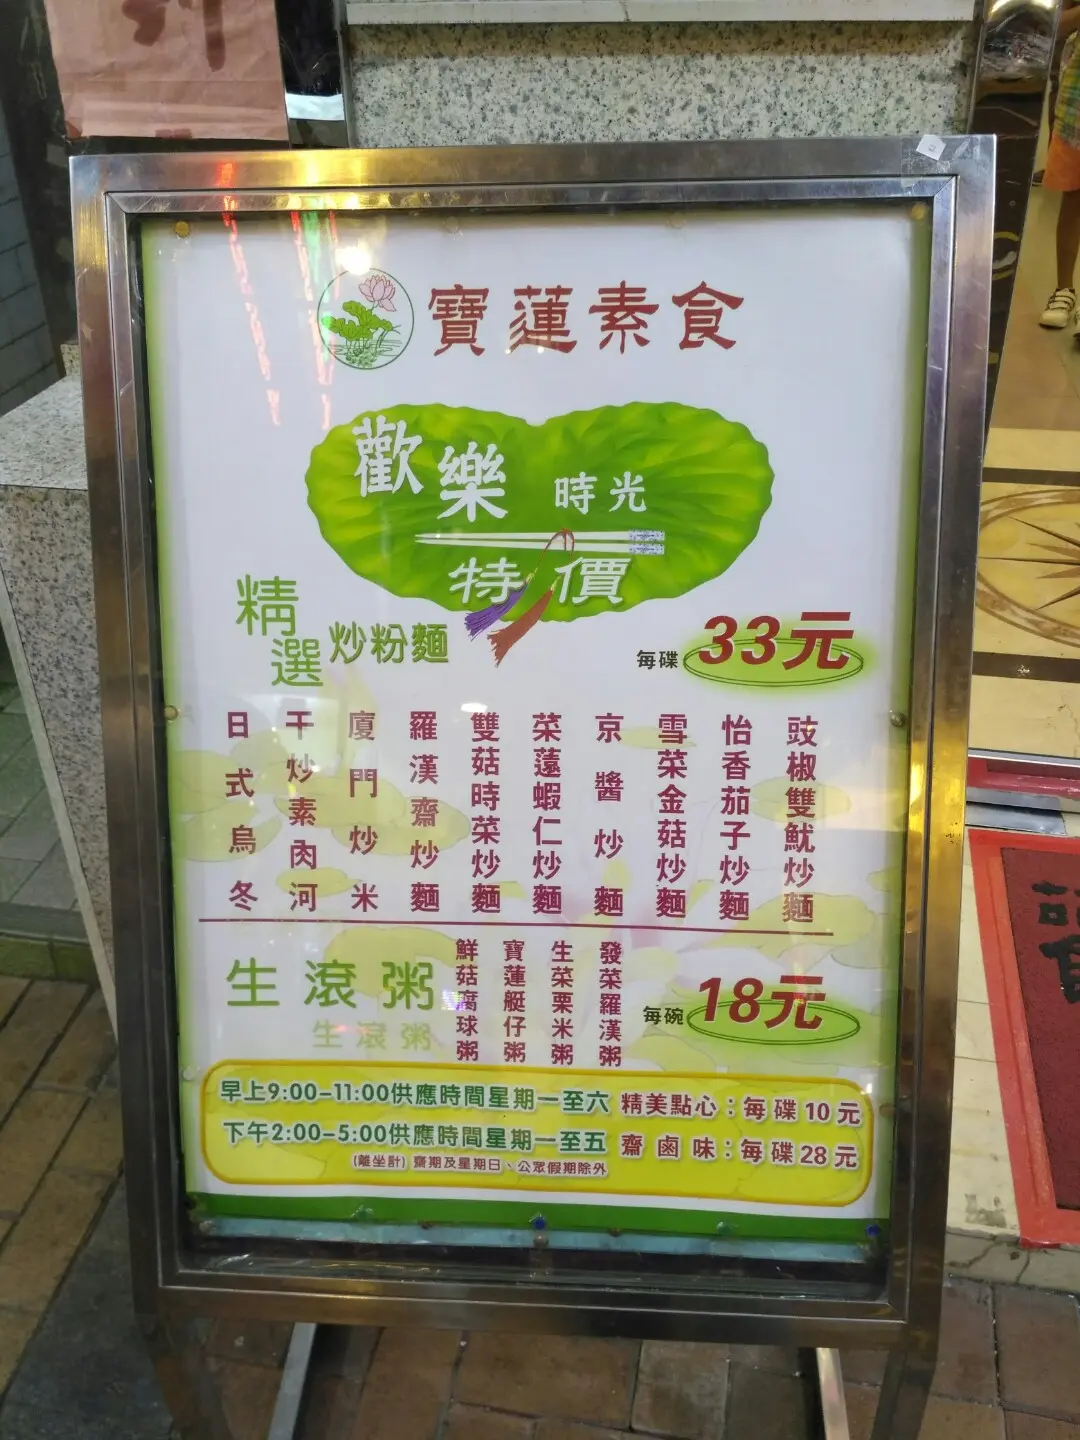 寶蓮素食
歡樂時光
特價
精選炒粉麵
每碟33元
豉椒雙魷炒麵
怡香茄子炒麵
雪菜金菇炒麵
京醬炒麵
菜薳蝦仁炒麵
雙菇時菜炒麵
羅漢齋炒麵
廈門炒米
干炒素肉河
日式烏冬
生滾粥
生滾粥
每碗18元
發菜羅漢粥
生菜粟米粥
寶蓮艇仔粥
鮮菇腐球粥
早上9:00-11:00供應時間星期一至六 精美點心：每碟10元
下午2:00-5:00供應時間星期一至五 齋鹵味：每碟28元
(離坐計) 齋期及星期日、公眾假期除外